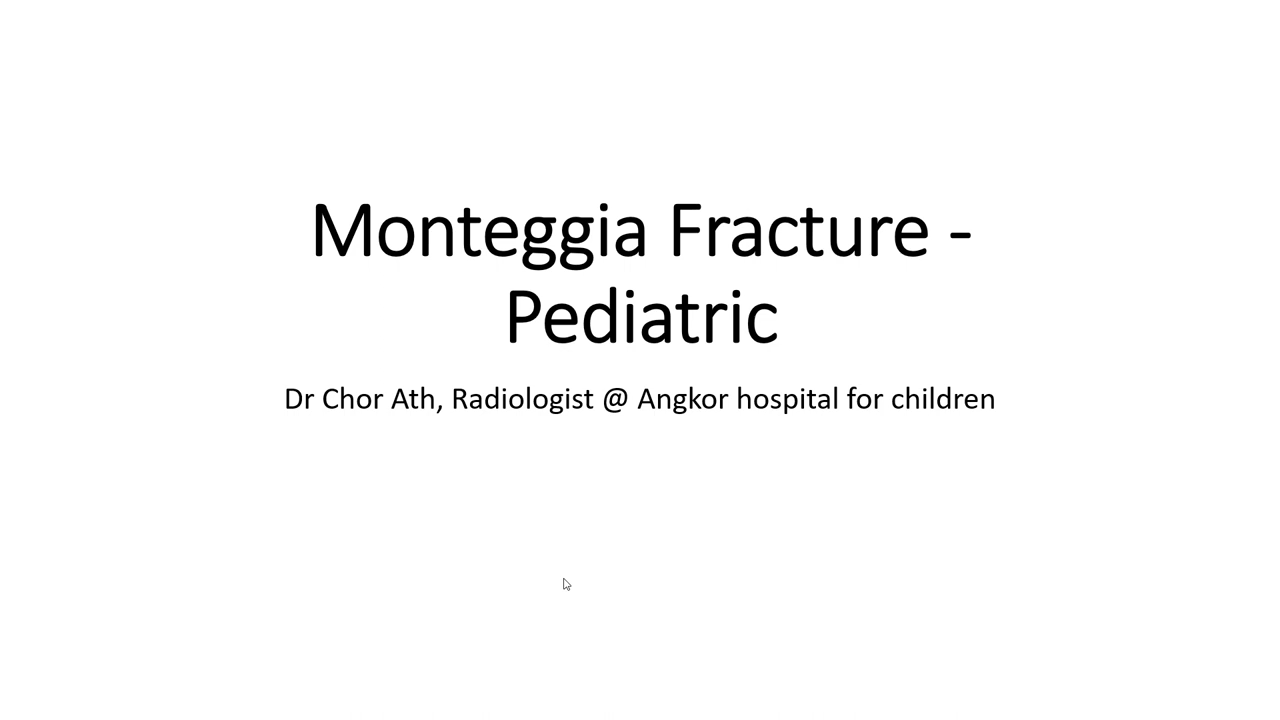 Monteggia Fracture -
Pediatric
Dr Chor Ath, Radiologist @ Angkor hospital for children